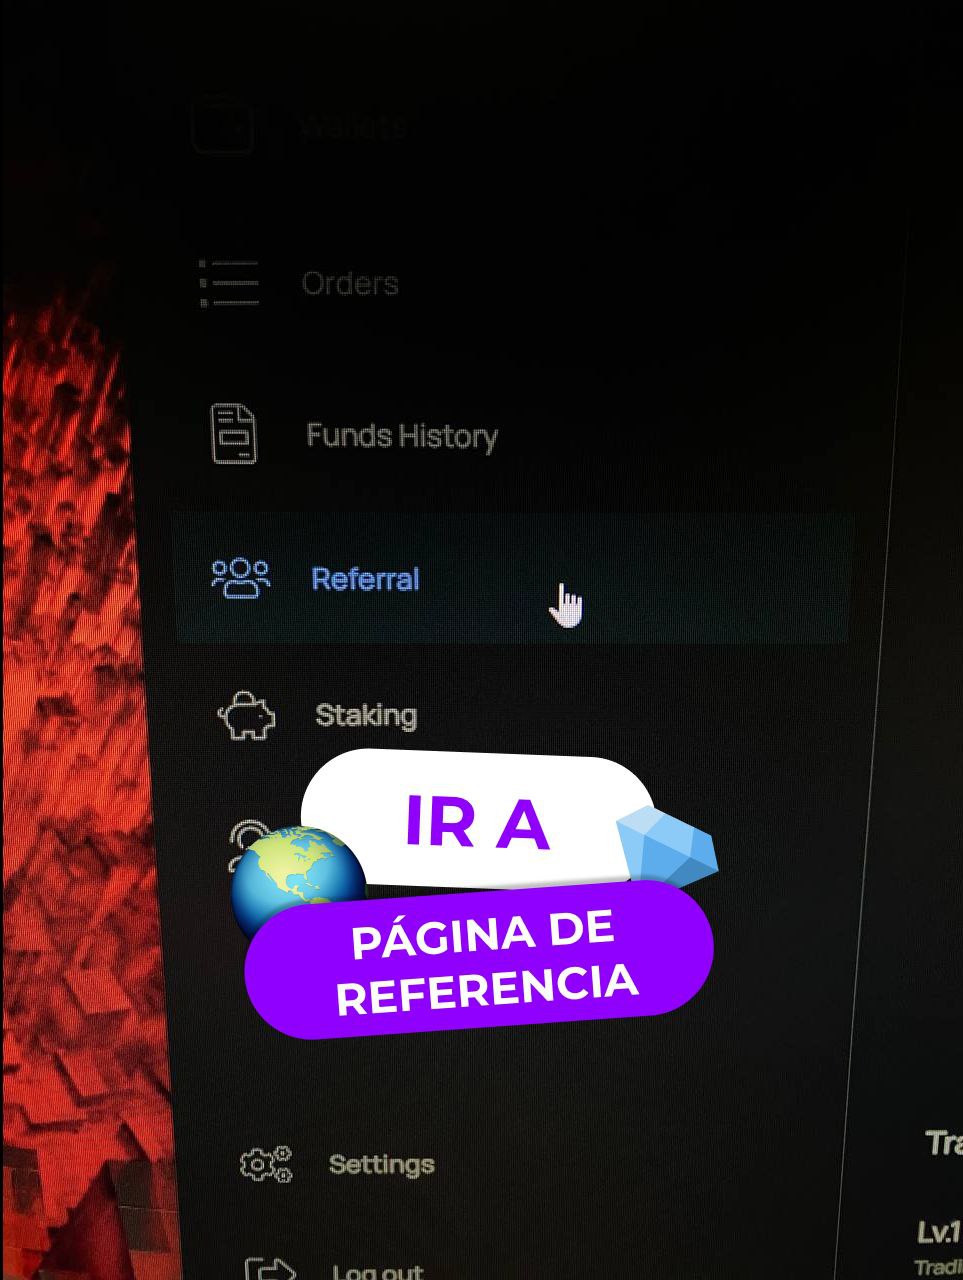 Wallets
Orders
Funds History
Referral
Staking
IR A
PÁGINA DE
REFERENCIA
Settings
Log out
Lv.1